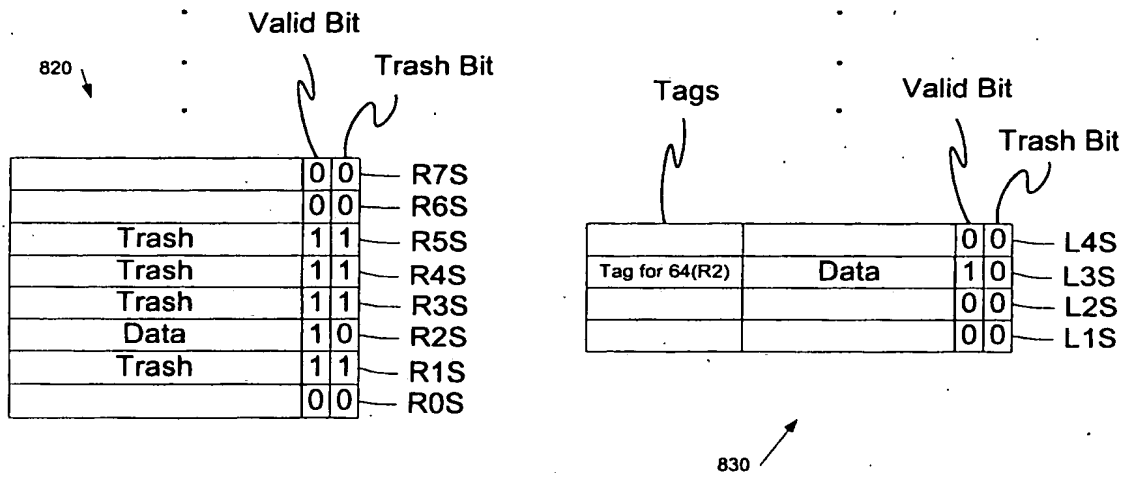 Valid Bit
820
Trash Bit
0 0 R7S
0 0 R6S
Trash 1 1 R5S
Trash 1 1 R4S
Trash 1 1 R3S
Data 1 0 R2S
Trash 1 1 R1S
0 0 R0S
Tags
Valid Bit
Trash Bit
0 0 L4S
Tag for 64(R2) Data 1 0 L3S
0 0 L2S
0 0 L1S
830